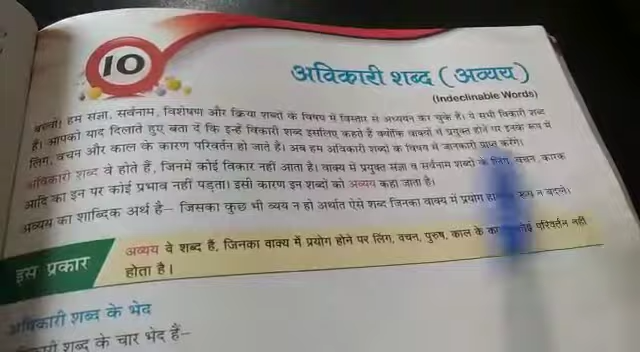 10
अविकारी शब्द ( अव्यय )
(Indeclinable Words)
बच्चो! हम संज्ञा, सर्वनाम, विशेषण और क्रिया शब्दों के विषय में विस्तार से अध्ययन कर चुके हैं। ये सभी विकारी शब्द
हैं। आपको याद दिलाते हुए बता दें कि इन्हें विकारी शब्द इसलिए कहते हैं क्योंकि वाक्यों में प्रयुक्त होने पर इनके रूप में
लिंग, वचन और काल के कारण परिवर्तन हो जाते हैं। अब हम अविकारी शब्दों के विषय में जानकारी प्राप्त करेंगे।
अविकारी शब्द वे होते हैं, जिनमें कोई विकार नहीं आता है। वाक्य में प्रयुक्त संज्ञा व सर्वनाम शब्दों के लिंग, वचन, कारक
आदि का इन पर कोई प्रभाव नहीं पड़ता। इसी कारण इन शब्दों को अव्यय कहा जाता है।
अव्यय का शाब्दिक अर्थ है– जिसका कुछ भी व्यय न हो अर्थात ऐसे शब्द जिनका वाक्य में प्रयोग रूप न बदले।
इस प्रकार
अव्यय वे शब्द हैं, जिनका वाक्य में प्रयोग होने पर लिंग, वचन, पुरुष, काल के परिवर्तन नहीं
होता है।
अविकारी शब्द के भेद
शब्द के चार भेद हैं–